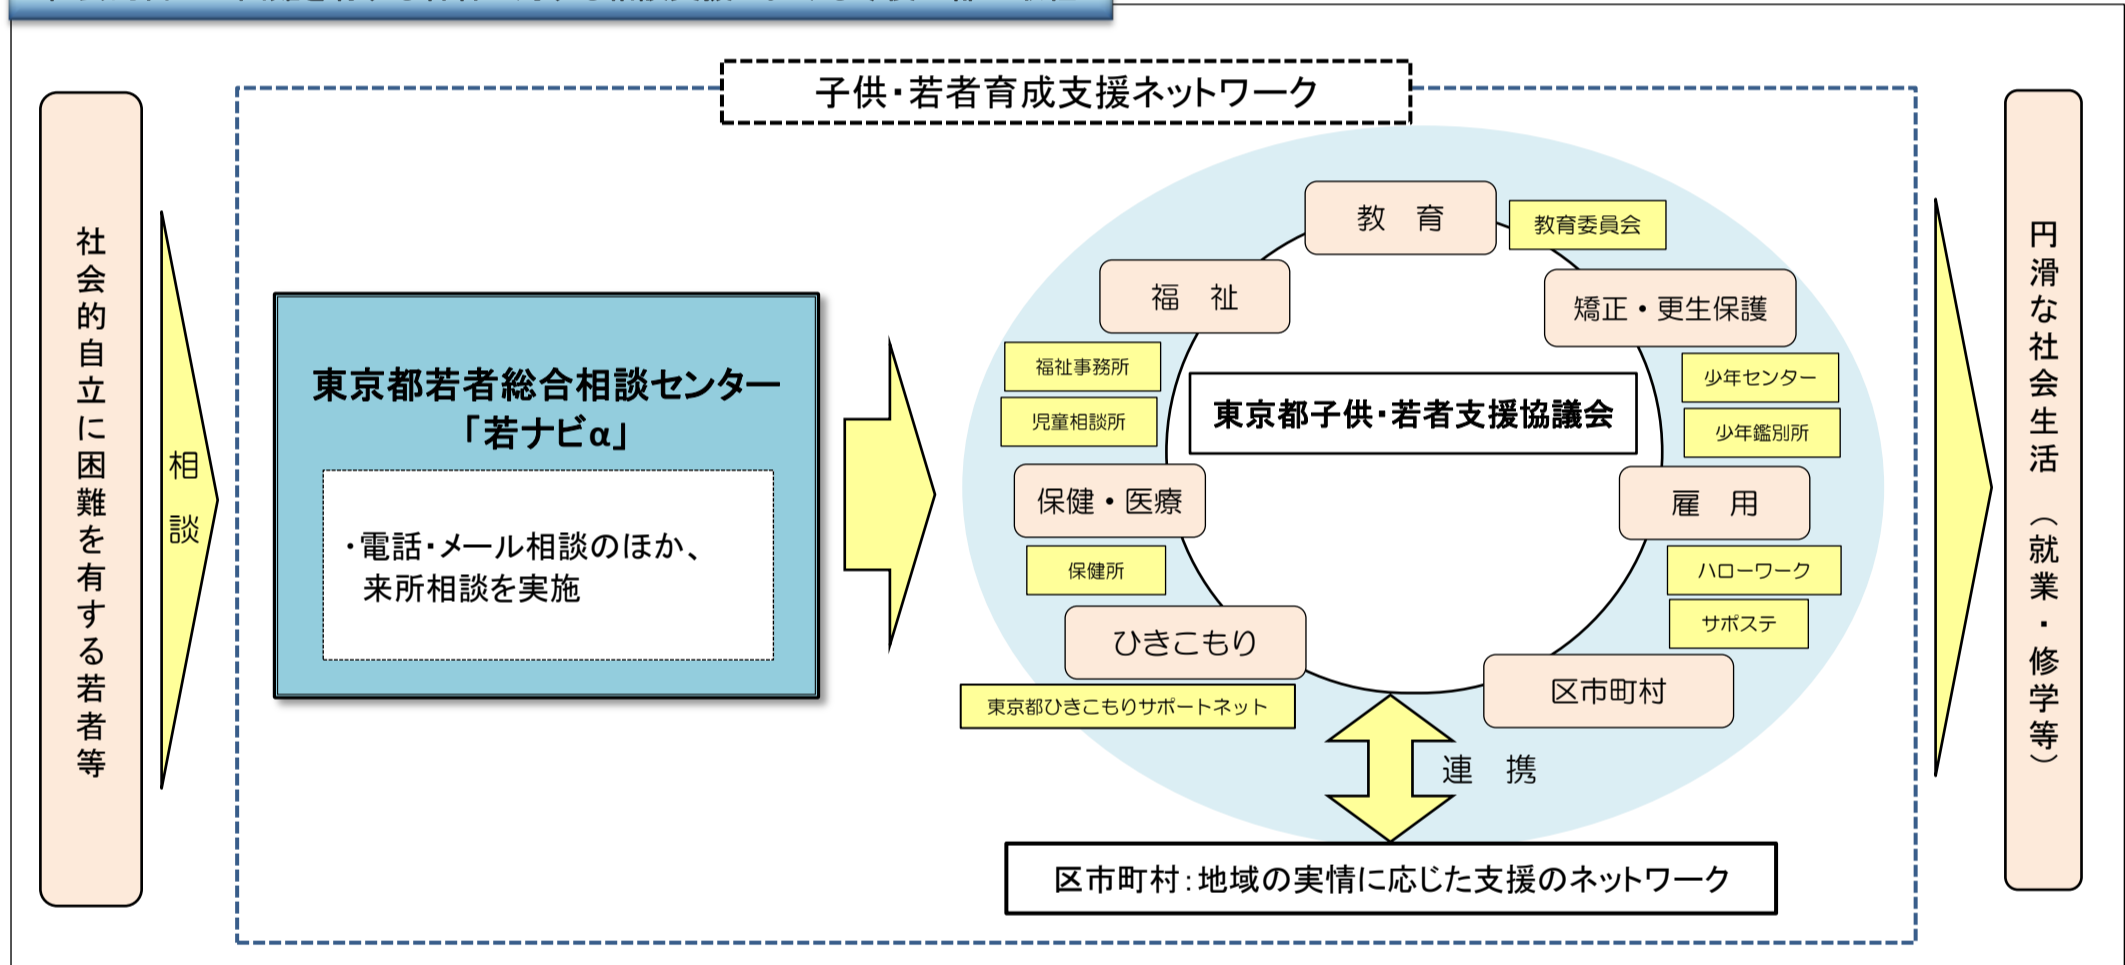 子供・若者育成支援ネットワーク
社会的自立に困難を有する若者等
相談
東京都若者総合相談センター
「若ナビα」
・電話・メール相談のほか、
来所相談を実施
教 育
教育委員会
福 祉
矯正・更生保護
福祉事務所
児童相談所
少年センター
少年鑑別所
東京都子供・若者支援協議会
保健・医療
雇 用
保健所
ハローワーク
サポステ
ひきこもり
東京都ひきこもりサポートネット
区市町村
連 携
区市町村：地域の実情に応じた支援のネットワーク
円滑な社会生活 （就業・修学等）